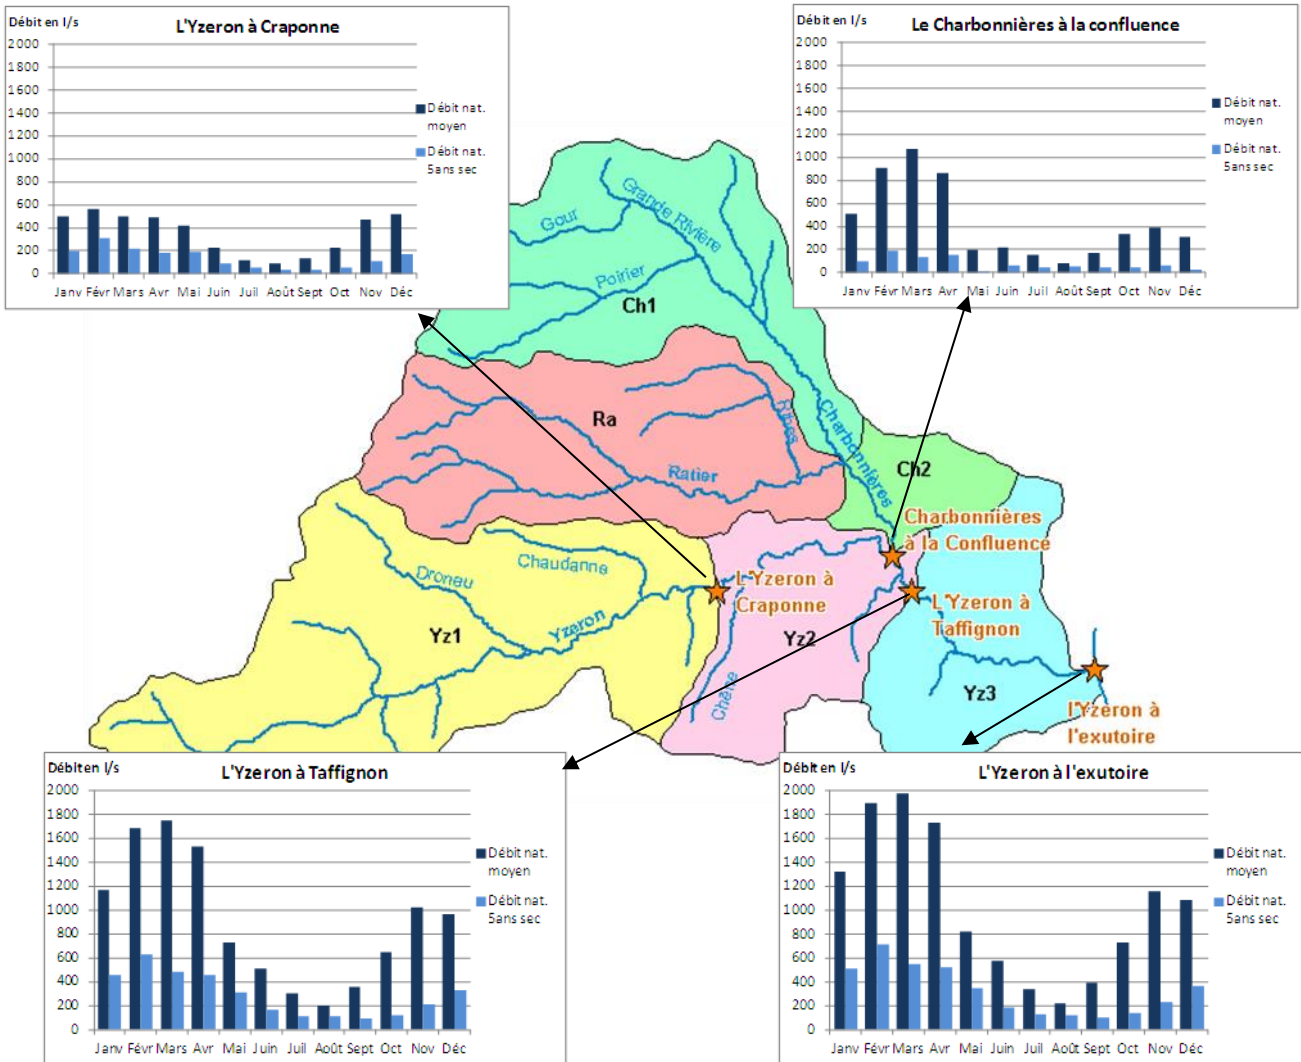 Débit en l/s
L'Yzeron à Craponne
2000
1800
1600
1400
1200
1000
800
600
400
200
0
Janv Févr Mars Avr Mai Juin Juil Août Sept Oct Nov Déc
Débit nat.
moyen
Débit nat.
5ans sec
Débit en l/s
Le Charbonnières à la confluence
2000
1800
1600
1400
1200
1000
800
600
400
200
0
Janv Févr Mars Avr Mai Juin Juil Août Sept Oct Nov Déc
Débit nat.
moyen
Débit nat.
5ans sec
Gour
Grande Rivière
Poirier
Ch1
Ra
Ribes
Charbonnières
Ratier
Ch2
Charbonnières
à la Confluence
Chaudanne
Dronau
L'Yzeron à
Craponne
L'Yzeron à
Taffignon
Yzeron
Yz1
Yz2
Chêne
Yz3
l'Yzeron à
l'exutoire
Débit en l/s
L'Yzeron à Taffignon
2000
1800
1600
1400
1200
1000
800
600
400
200
0
Janv Févr Mars Avr Mai Juin Juil Août Sept Oct Nov Déc
Débit nat.
moyen
Débit nat.
5ans sec
Débit en l/s
L'Yzeron à l'exutoire
2000
1800
1600
1400
1200
1000
800
600
400
200
0
Janv Févr Mars Avr Mai Juin Juil Août Sept Oct Nov Déc
Débit nat.
moyen
Débit nat.
5ans sec